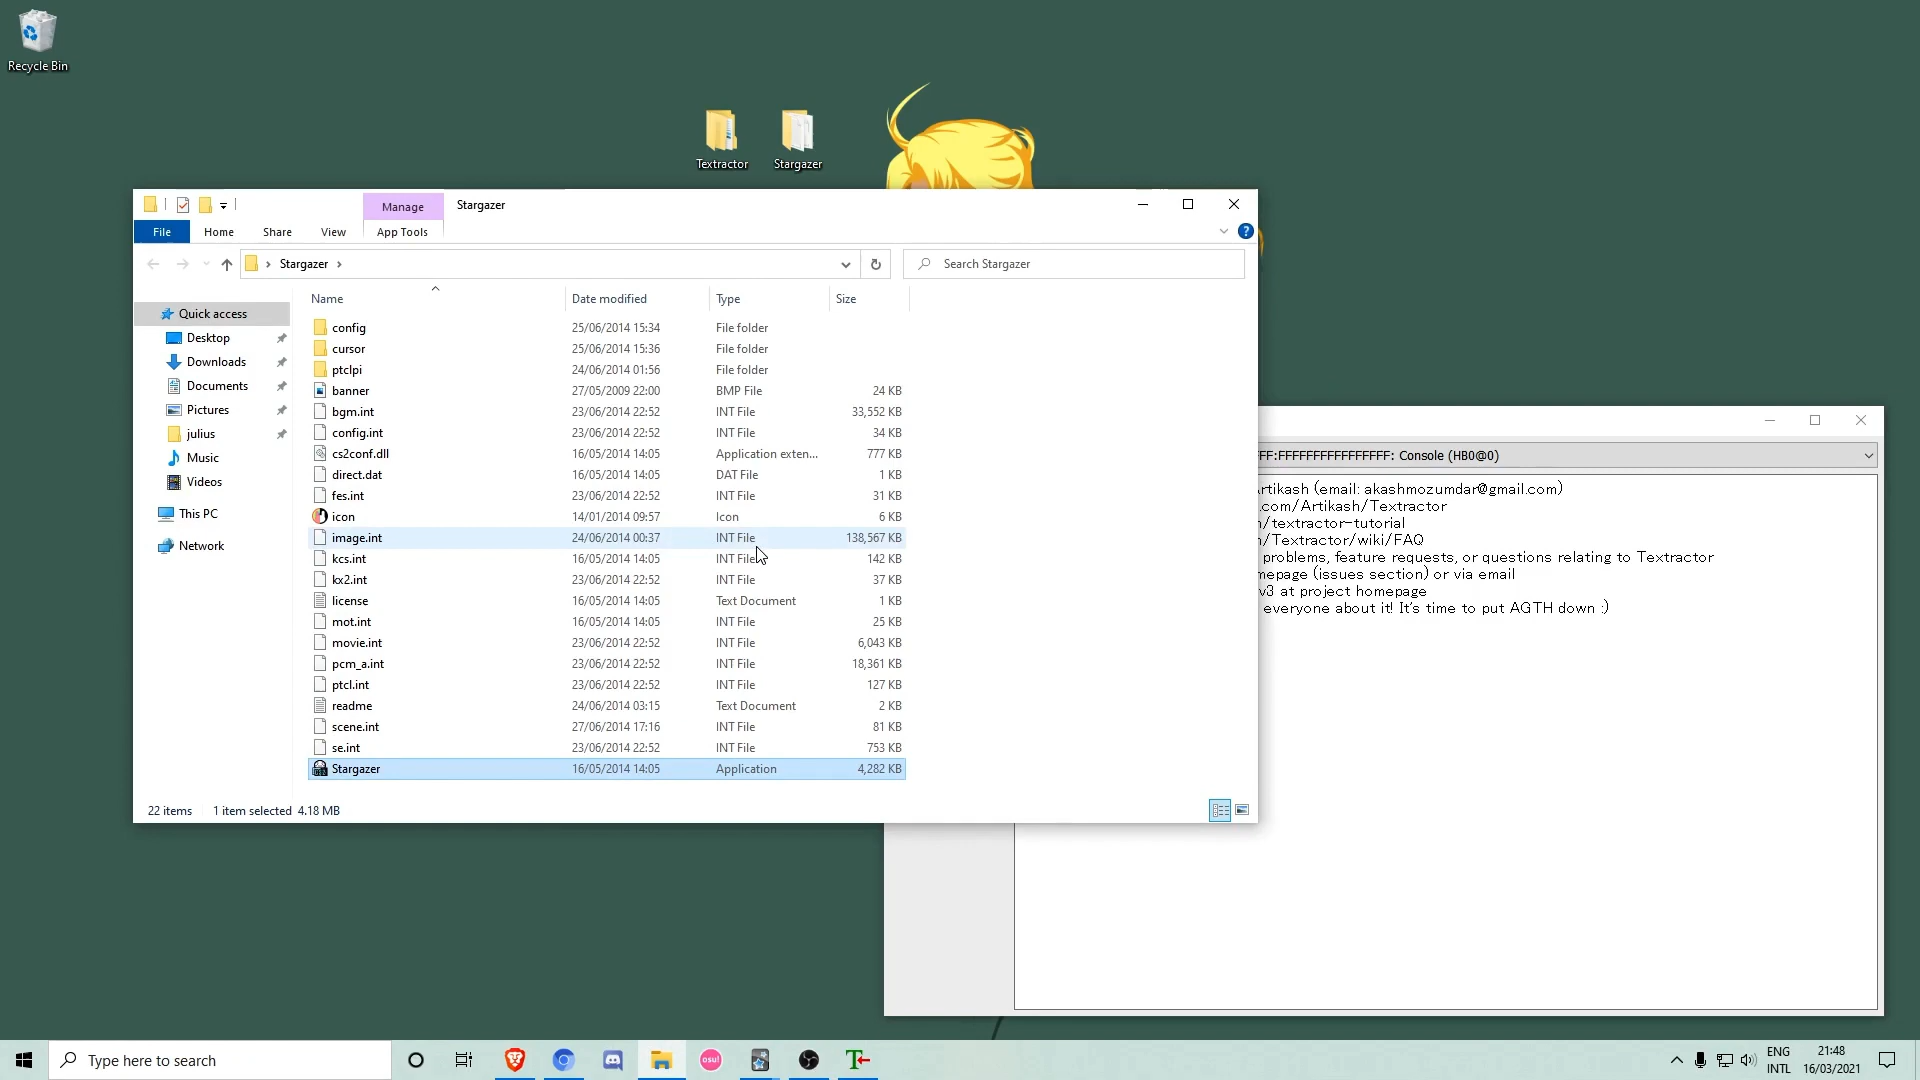 Recycle Bin
Textractor
Stargazer
Manage
Stargazer
File
Home
Share
View
App Tools
Stargazer
Search Stargazer
Name
Date modified
Type
Size
Quick access
Desktop
Downloads
Documents
Pictures
julius
Music
Videos
This PC
Network
config 25/06/2014 15:34 File folder
cursor 25/06/2014 15:36 File folder
ptclpi 24/06/2014 01:56 File folder
banner 27/05/2009 22:00 BMP File 24 KB
bgm.int 23/06/2014 22:52 INT File 33,552 KB
config.int 23/06/2014 22:52 INT File 34 KB
cs2conf.dll 16/05/2014 14:05 Application exten... 777 KB
direct.dat 16/05/2014 14:05 DAT File 1 KB
fes.int 23/06/2014 22:52 INT File 31 KB
icon 14/01/2014 09:57 Icon 6 KB
image.int 24/06/2014 00:37 INT File 138,567 KB
kcs.int 16/05/2014 14:05 INT File 142 KB
kx2.int 23/06/2014 22:52 INT File 37 KB
license 16/05/2014 14:05 Text Document 1 KB
mot.int 16/05/2014 14:05 INT File 25 KB
movie.int 23/06/2014 22:52 INT File 6,043 KB
pcm_a.int 23/06/2014 22:52 INT File 18,361 KB
ptcl.int 23/06/2014 22:52 INT File 127 KB
readme 24/06/2014 03:15 Text Document 2 KB
scene.int 27/06/2014 17:16 INT File 81 KB
se.int 23/06/2014 22:52 INT File 753 KB
Stargazer 16/05/2014 14:05 Application 4,282 KB
22 items 1 item selected 4.18 MB
FF:FFFFFFFFFFFFFFFF: Console (HB0@0)
rtikash (email: akashmozumdar@gmail.com)
.com/Artikash/Textractor
/textractor-tutorial
/Textractor/wiki/FAQ
problems, feature requests, or questions relating to Textractor
mepage (issues section) or via email
v3 at project homepage
everyone about it! It's time to put AGTH down :)
Type here to search
osu!
ENG
INTL
21:48
16/03/2021